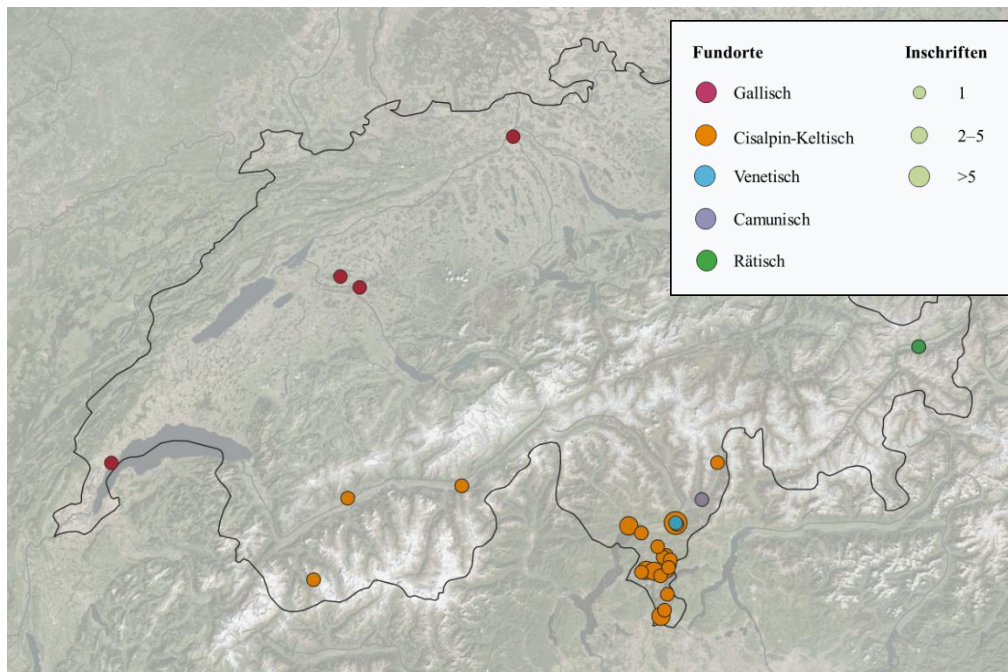 Fundorte
Gallisch
Cisalpin-Keltisch
Venetisch
Camunisch
Rätisch
Inschriften
1
2–5
>5